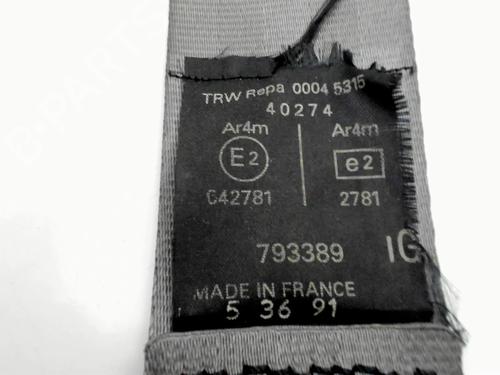 TRW Repa 0004 5315
40274
Ar4m Ar4m
E2 e2
042781 2781
793389 IG
MADE IN FRANCE
5 36 91